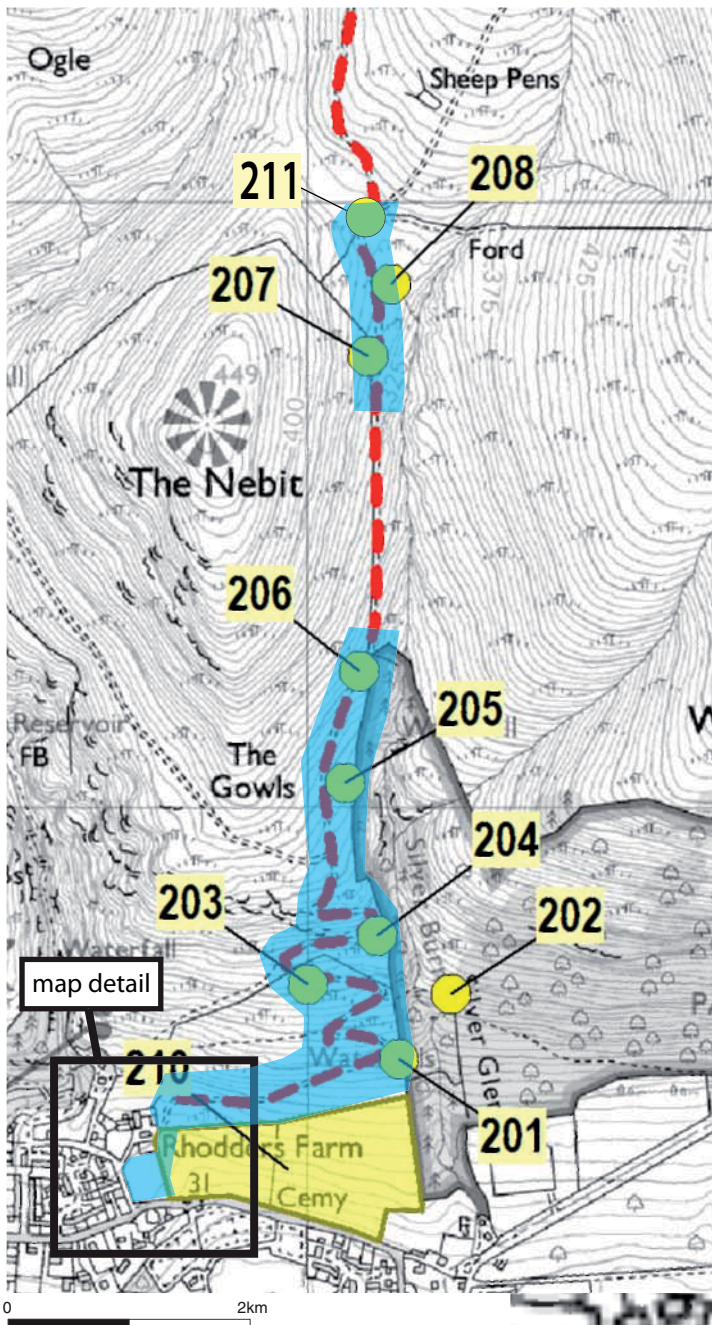 Ogle
Sheep Pens
211
208
Ford
207
475
425
375
449
400
The Nebit
206
205
Reservoir
FB
The
Gowls
204
203
202
Waterfall
map detail
210
201
Rhodders Farm
31
Cemy
0 2km